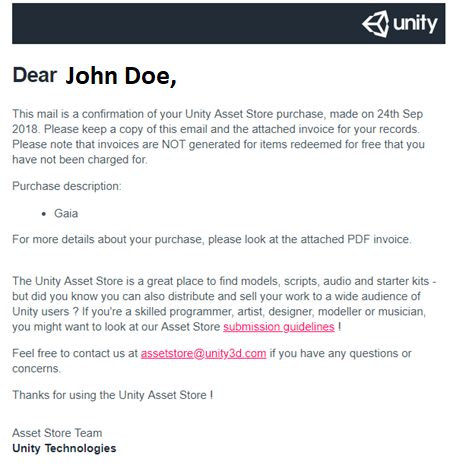 unity
Dear John Doe,
This mail is a confirmation of your Unity Asset Store purchase, made on 24th Sep
2018. Please keep a copy of this email and the attached invoice for your records.
Please note that invoices are NOT generated for items redeemed for free that you
have not been charged for.
Purchase description:
• Gaia
For more details about your purchase, please look at the attached PDF invoice.
The Unity Asset Store is a great place to find models, scripts, audio and starter kits -
but did you know you can also distribute and sell your work to a wide audience of
Unity users ? If you're a skilled programmer, artist, designer, modeller or musician,
you might want to look at our Asset Store submission guidelines !
Feel free to contact us at assetstore@unity3d.com if you have any questions or
concerns.
Thanks for using the Unity Asset Store !
Asset Store Team
Unity Technologies